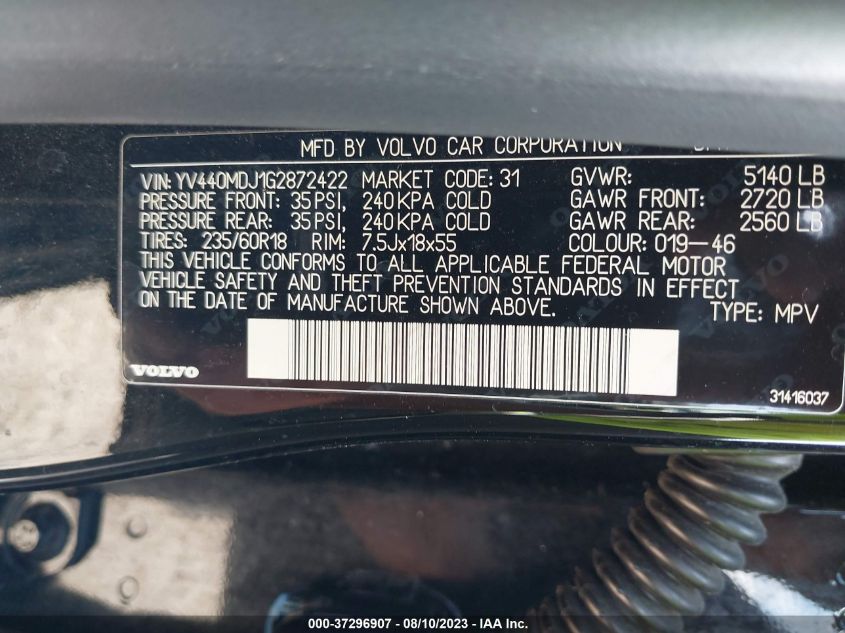 MFD BY VOLVO CAR CORPORATION
VIN: YV440MDJ1G2872422 MARKET CODE: 31 GVWR: 5140 LB
PRESSURE FRONT: 35 PSI, 240 KPA COLD GAWR FRONT: 2720 LB
PRESSURE REAR: 35 PSI, 240 KPA COLD GAWR REAR: 2560 LB
TIRES: 235/60R18 RIM: 7.5Jx18x55 COLOUR: 019-46
THIS VEHICLE CONFORMS TO ALL APPLICABLE FEDERAL MOTOR
VEHICLE SAFETY AND THEFT PREVENTION STANDARDS IN EFFECT
ON THE DATE OF MANUFACTURE SHOWN ABOVE. TYPE: MPV
VOLVO
31416037
000-37296907 - 08/10/2023 - IAA Inc.